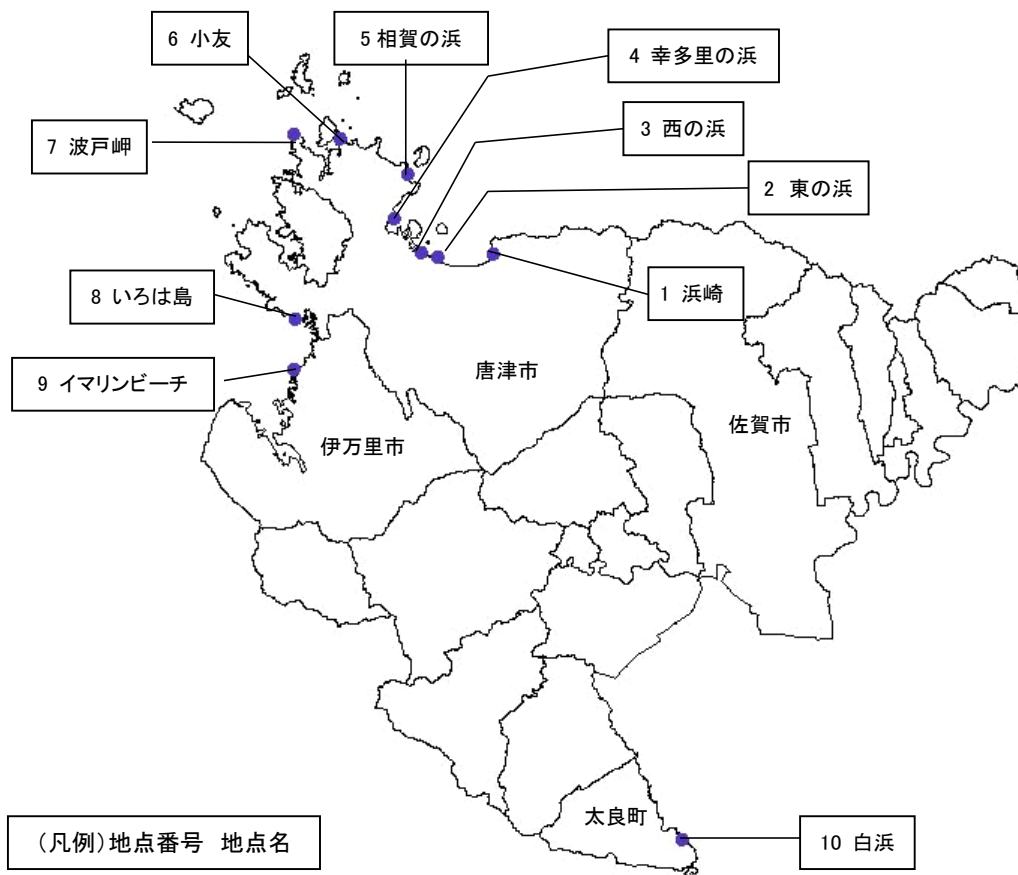 6 小友
5 相賀の浜
4 幸多里の浜
3 西の浜
7 波戸岬
2 東の浜
8 いろは島
1 浜崎
唐津市
9 イマリンビーチ
佐賀市
伊万里市
太良町
(凡例)地点番号 地点名
10 白浜